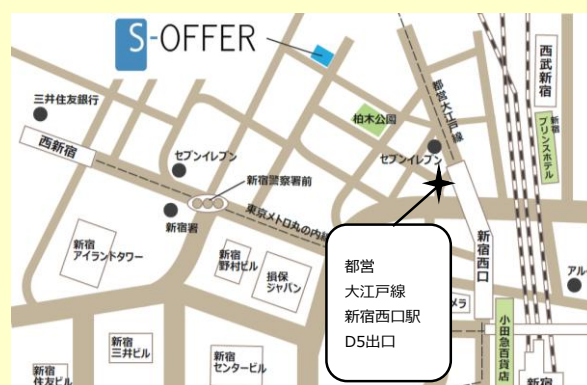 S-OFFER
西武新宿
三井住友銀行
都営大江戸線
新宿
プリンスホテル
柏木公園
西新宿
セブンイレブン
セブンイレブン
新宿警察署前
新宿署
東京メトロ丸の内線
新宿
アイランドタワー
新宿
野村ビル
損保
ジャパン
都営
大江戸線
新宿西口駅
D5出口
新宿西口
アル
メラ
小田急百貨店
新宿
三井ビル
新宿
センタービル
新宿
住友ビル
新宿